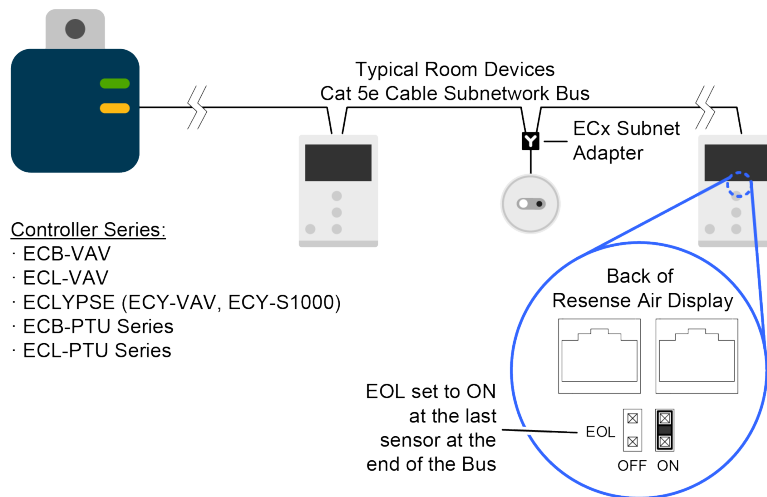 Typical Room Devices
Cat 5e Cable Subnetwork Bus
ECx Subnet
Adapter
Controller Series:
· ECB-VAV
· ECL-VAV
· ECLYPSE (ECY-VAV, ECY-S1000)
· ECB-PTU Series
· ECL-PTU Series
Back of
Resense Air Display
EOL set to ON
at the last
sensor at the
end of the Bus
EOL
OFF ON